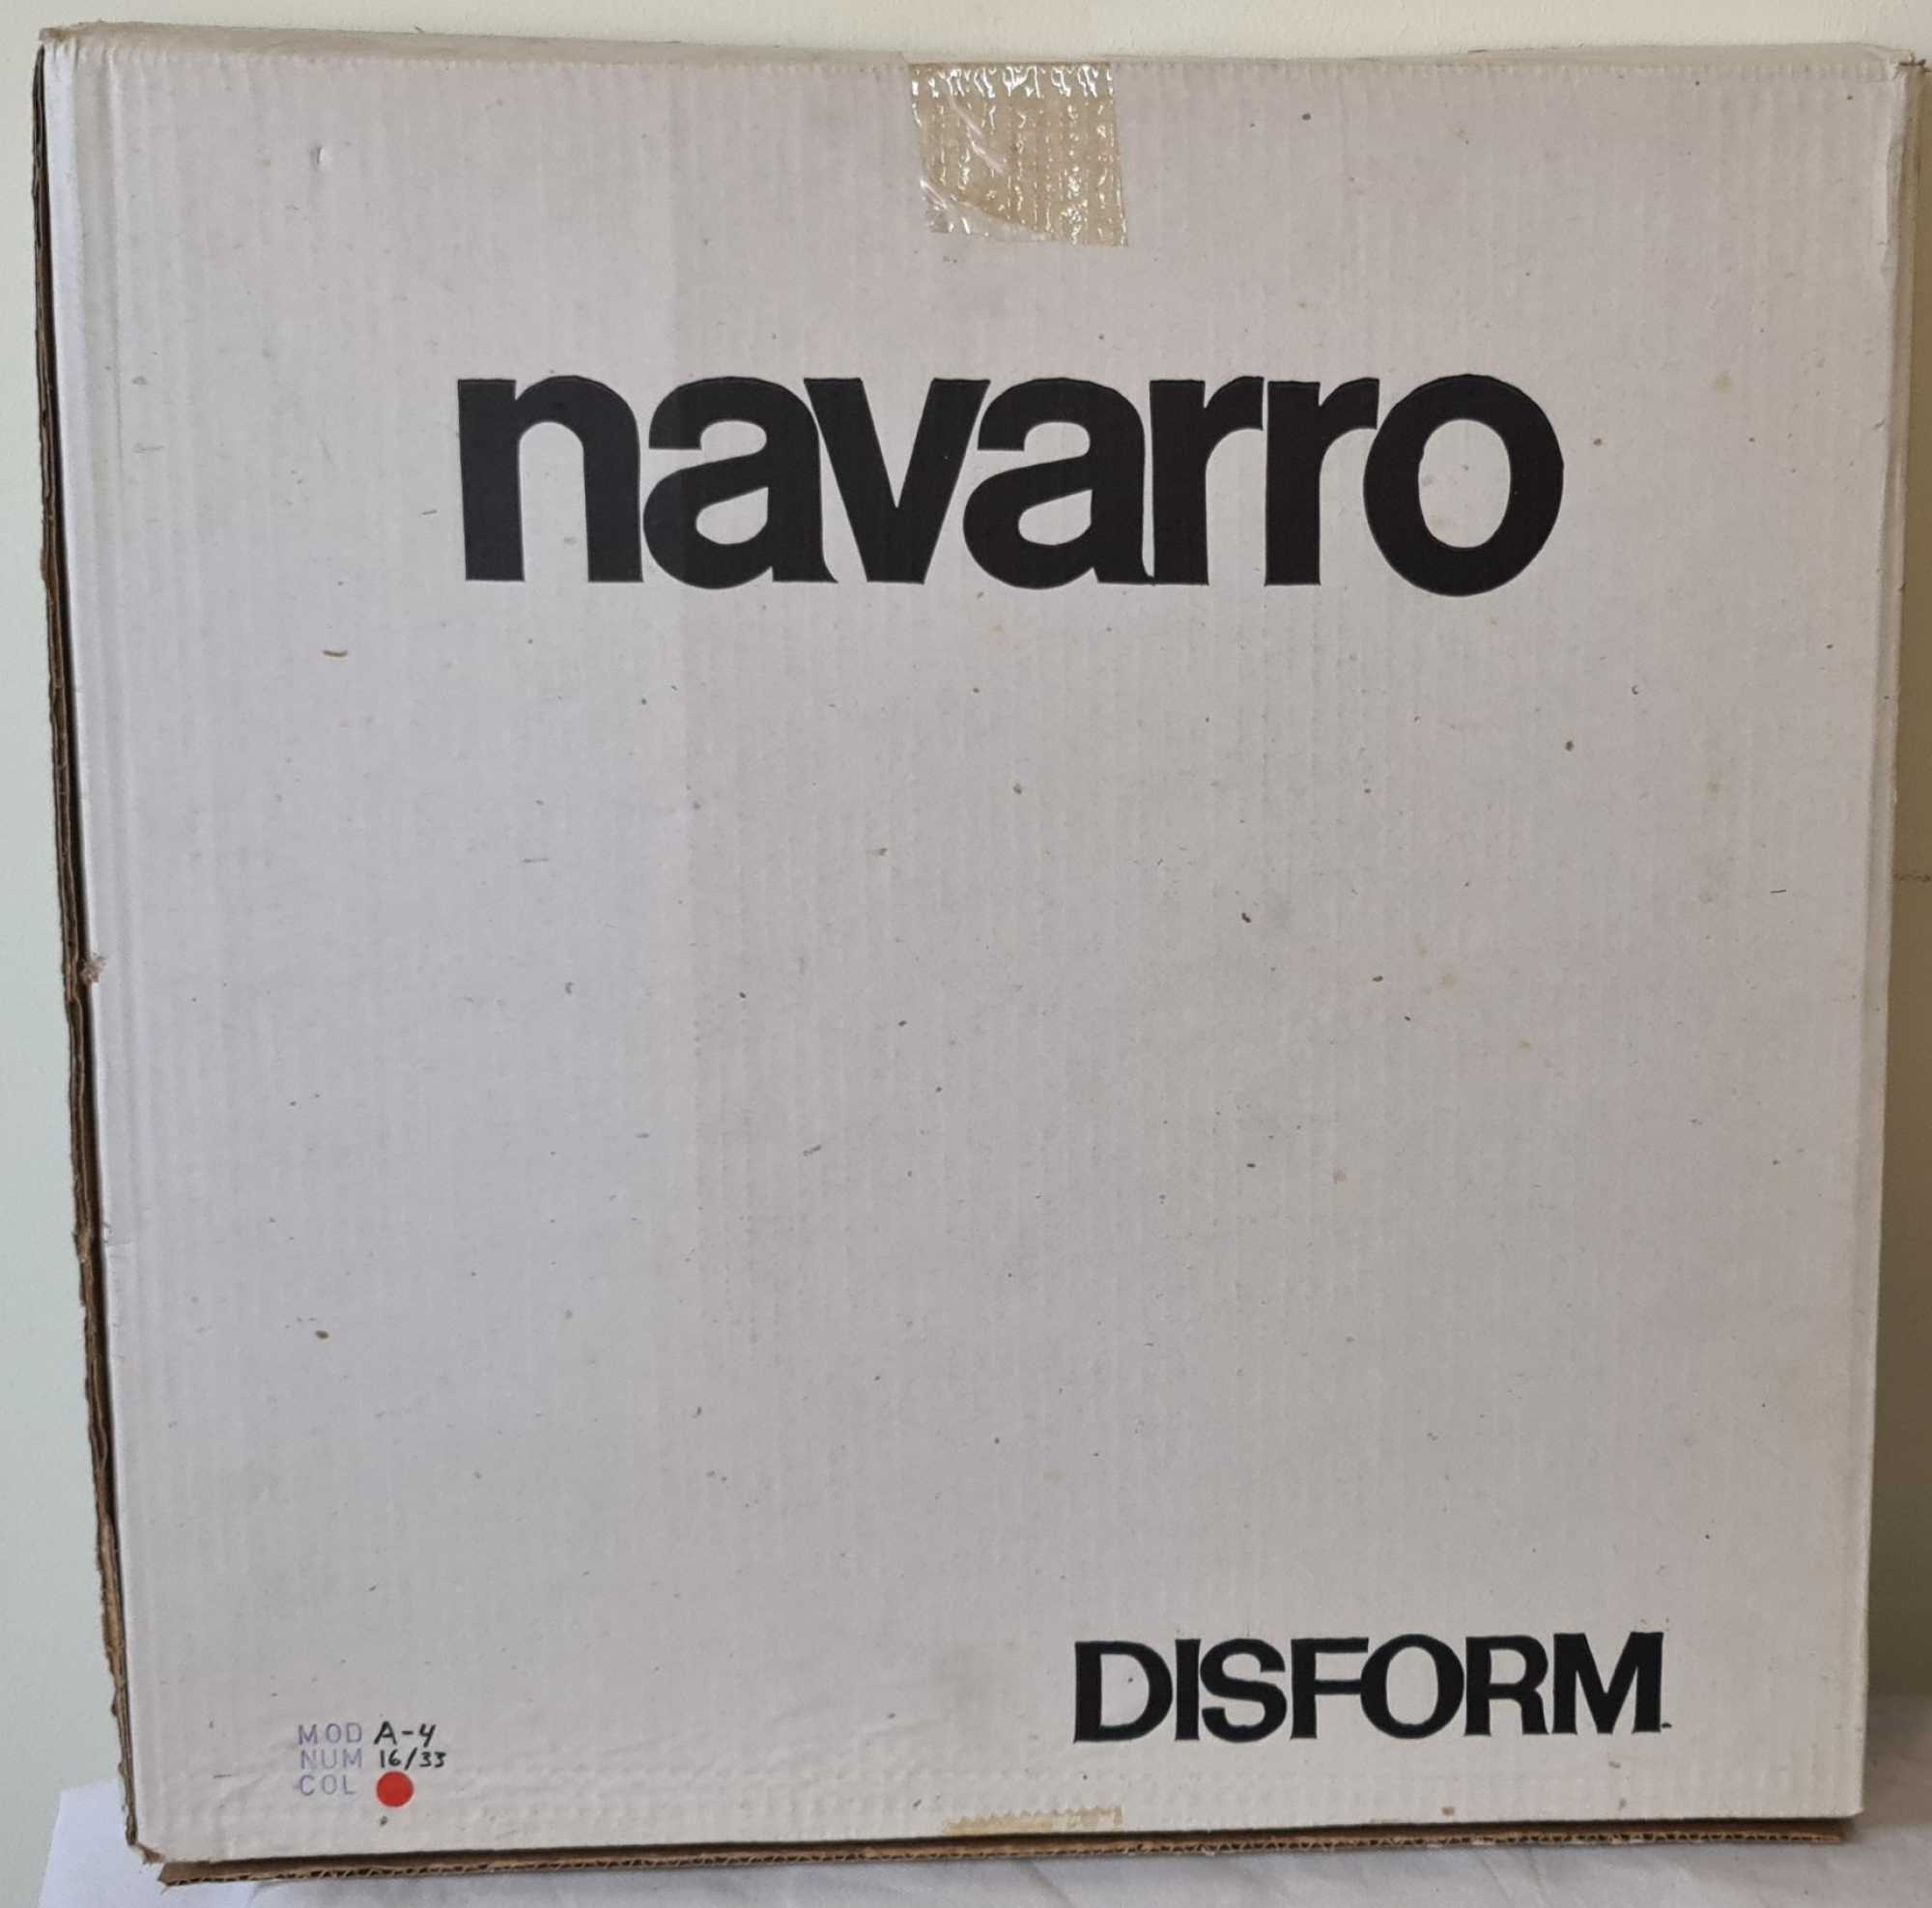 navarro
DISFORM
MOD A-4
NUM 16/33
COL